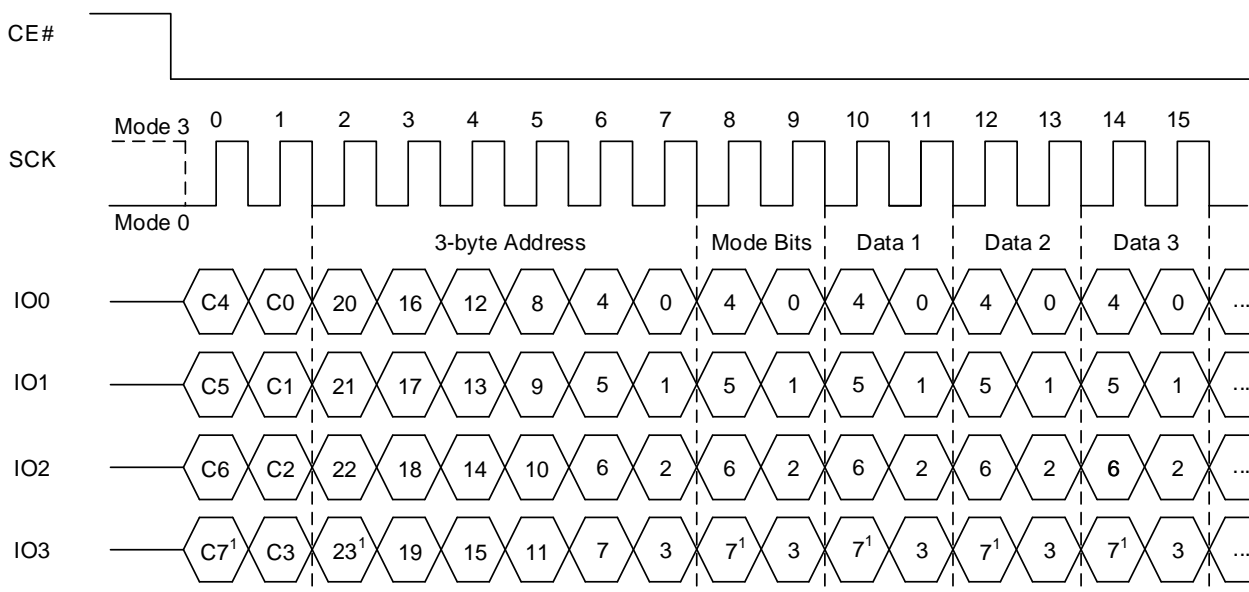 CE#
Mode 3 0 1 2 3 4 5 6 7 8 9 10 11 12 13 14 15
SCK
Mode 0
3-byte Address Mode Bits Data 1 Data 2 Data 3
IO0 C4 C0 20 16 12 8 4 0 4 0 4 0 4 0 4 0 ...
IO1 C5 C1 21 17 13 9 5 1 5 1 5 1 5 1 5 1 ...
IO2 C6 C2 22 18 14 10 6 2 6 2 6 2 6 2 6 2 ...
IO3 C7¹ C3 23¹ 19 15 11 7 3 7¹ 3 7¹ 3 7¹ 3 7¹ 3 ...